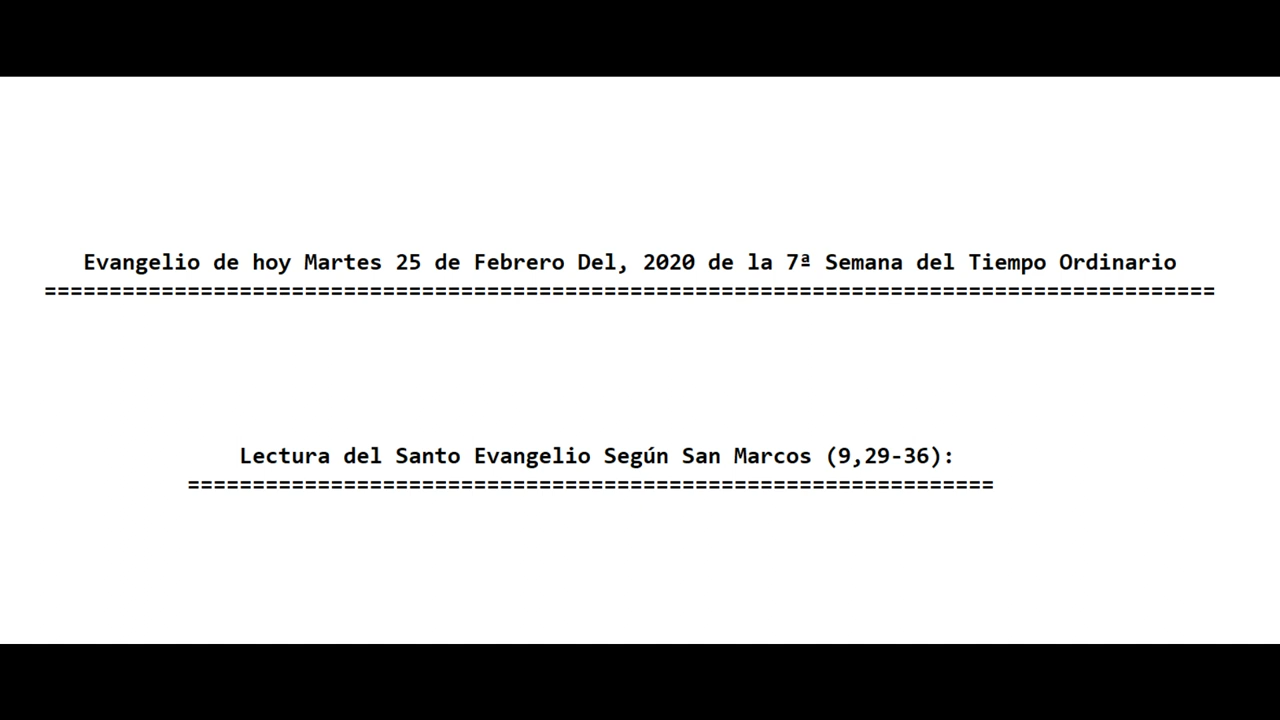 Evangelio de hoy Martes 25 de Febrero Del, 2020 de la 7ª Semana del Tiempo Ordinario
==========================================================================================
Lectura del Santo Evangelio Según San Marcos (9,29-36):
==============================================================